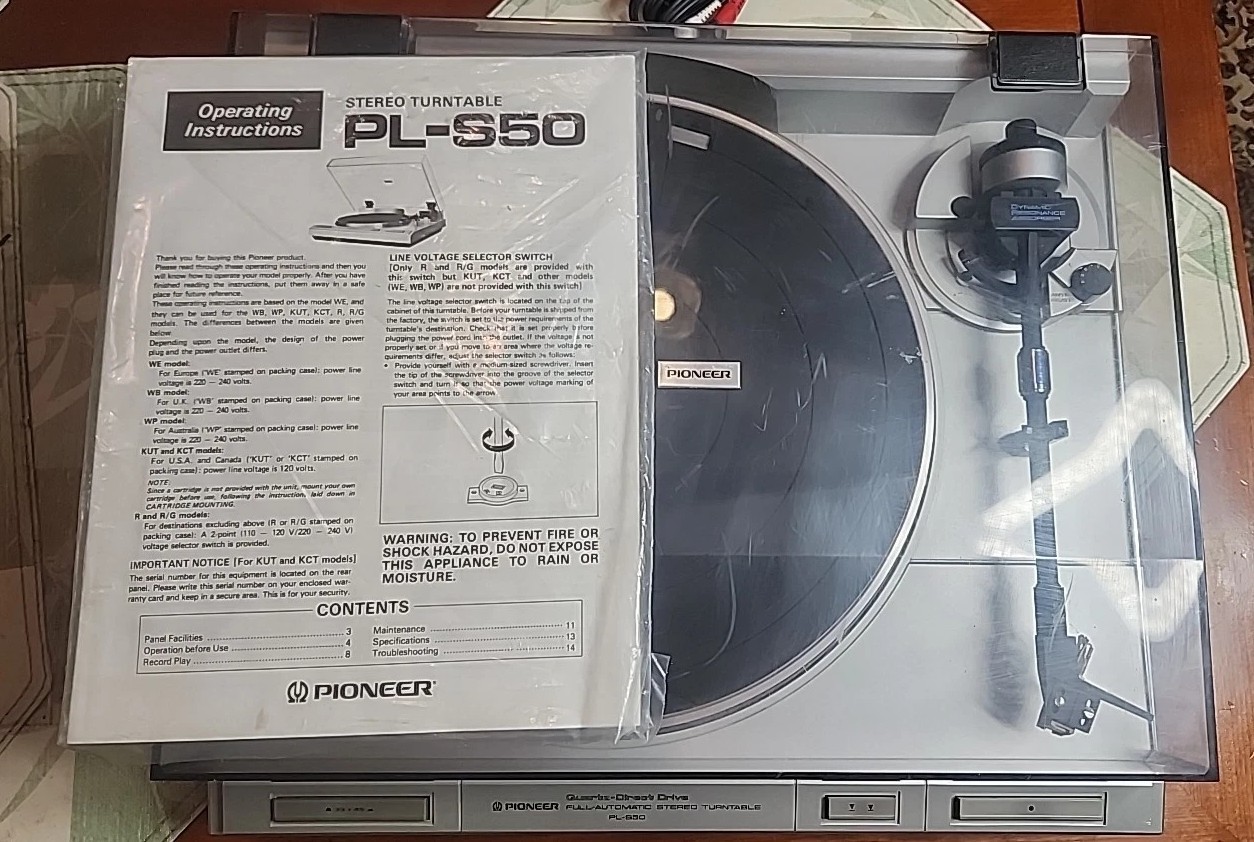 Operating
Instructions
STEREO TURNTABLE
PL-S50
Thank you for buying this Pioneer product.
Please read through these operating instructions and then you
will know how to operate your model properly. After you have
finished reading the instructions, put them away in a safe
place for future reference.
These operating instructions are based on the model WE, and
they can be used for the WB, WP, KUT, KCT, R, R/G
models. The differences between the models are given
below.
Depending upon the model, the design of the power
plug and the power outlet differs.
WE model:
For Europe ('WE' stamped on packing case): power line
voltage is 220 – 240 volts.
WB model:
For U.K. ('WB' stamped on packing case): power line
voltage is 220 – 240 volts.
WP model:
For Australia ('WP' stamped on packing case): power line
voltage is 220 – 240 volts.
KUT and KCT models:
For U.S.A. and Canada ('KUT' or 'KCT' stamped on
packing case): power line voltage is 120 volts.
NOTE:
Since a cartridge is not provided with the unit, mount your own
cartridge before use, following the instruction, laid down in
CARTRIDGE MOUNTING.
R and R/G models:
For destinations excluding above (R or R/G stamped on
packing case): A 2-point (110 – 120 V/220 – 240 V)
voltage selector switch is provided.
IMPORTANT NOTICE [For KUT and KCT models]
The serial number for this equipment is located on the rear
panel. Please write this serial number on your enclosed war-
ranty card and keep in a secure area. This is for your security.
LINE VOLTAGE SELECTOR SWITCH
[Only R and R/G models are provided with
this switch but KUT, KCT and other models
(WE, WB, WP) are not provided with this switch]
The line voltage selector switch is located on the top of the
cabinet of this turntable. Before your turntable is shipped from
the factory, the switch is set to the power requirements of the
turntable's destination. Check that it is set properly before
plugging the power cord into the outlet. If the voltage is not
properly set or if you move to an area where the voltage re-
quirements differ, adjust the selector switch as follows:
• Provide yourself with a medium-sized screwdriver. Insert
the tip of the screwdriver into the groove of the selector
switch and turn it so that the power voltage marking of
your area points to the arrow.
WARNING: TO PREVENT FIRE OR
SHOCK HAZARD, DO NOT EXPOSE
THIS APPLIANCE TO RAIN OR
MOISTURE.
CONTENTS
Panel Facilities 3
Operation before Use 4
Record Play 8
Maintenance 11
Specifications 13
Troubleshooting 14
PIONEER
PIONEER
DYNAMIC
RESONANCE
ABSORBER
PIONEER
Quartz-Direct Drive
FULL-AUTOMATIC STEREO TURNTABLE
PL-S50